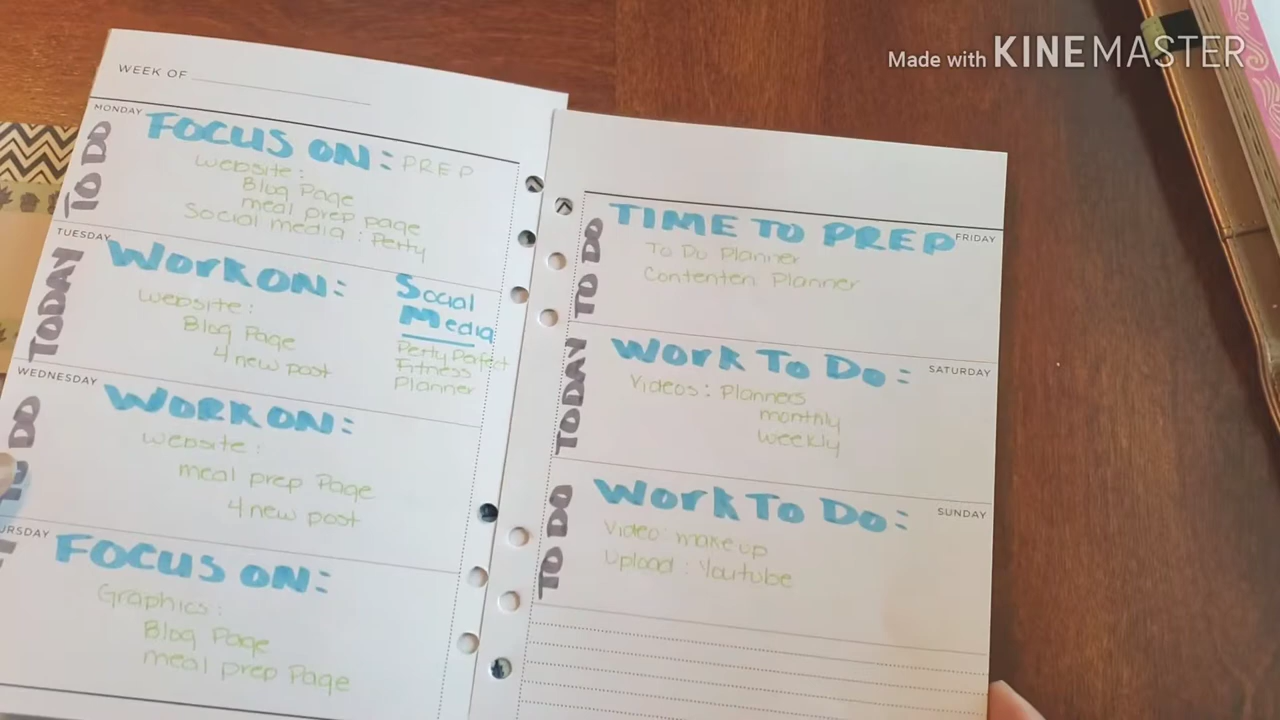 Made with KINEMASTER
WEEK OF
MONDAY
TO DO
FOCUS ON: PREP
Website:
Blog Page
meal prep page
Social media: Perty
TUESDAY
TODAY
WORK ON:
Website:
Blog Page
4 new post
Social
Media
Perty Perfect
Fitness
Planner
WEDNESDAY
DO
WORK ON:
Website:
meal prep Page
4 new post
URSDAY
FOCUS ON:
Graphics:
Blog Page
meal prep Page
FRIDAY
TO DO
TIME TO PREP
To Do Planner
Contenten Planner
SATURDAY
TODAY
WORK TO DO:
Videos: Planners
monthly
weekly
SUNDAY
TO DO
WORK TO DO:
Video: makeup
Upload: Youtube